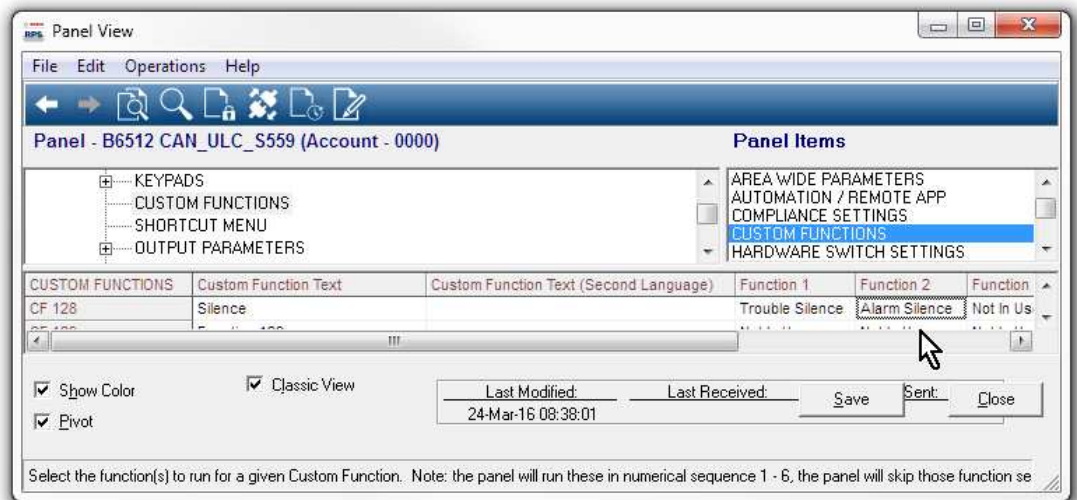 RPS Panel View
File Edit Operations Help
Panel - B6512 CAN_ULC_S559 (Account - 0000)
Panel Items
KEYPADS
CUSTOM FUNCTIONS
SHORTCUT MENU
OUTPUT PARAMETERS
AREA WIDE PARAMETERS
AUTOMATION / REMOTE APP
COMPLIANCE SETTINGS
CUSTOM FUNCTIONS
HARDWARE SWITCH SETTINGS
CUSTOM FUNCTIONS Custom Function Text Custom Function Text (Second Language) Function 1 Function 2 Function
CF 128 Silence Trouble Silence Alarm Silence Not In Us
Show Color Classic View
Pivot
Last Modified: Last Received: Sent:
24-Mar-16 08:38:01
Save Close
Select the function(s) to run for a given Custom Function. Note: the panel will run these in numerical sequence 1 - 6, the panel will skip those function se